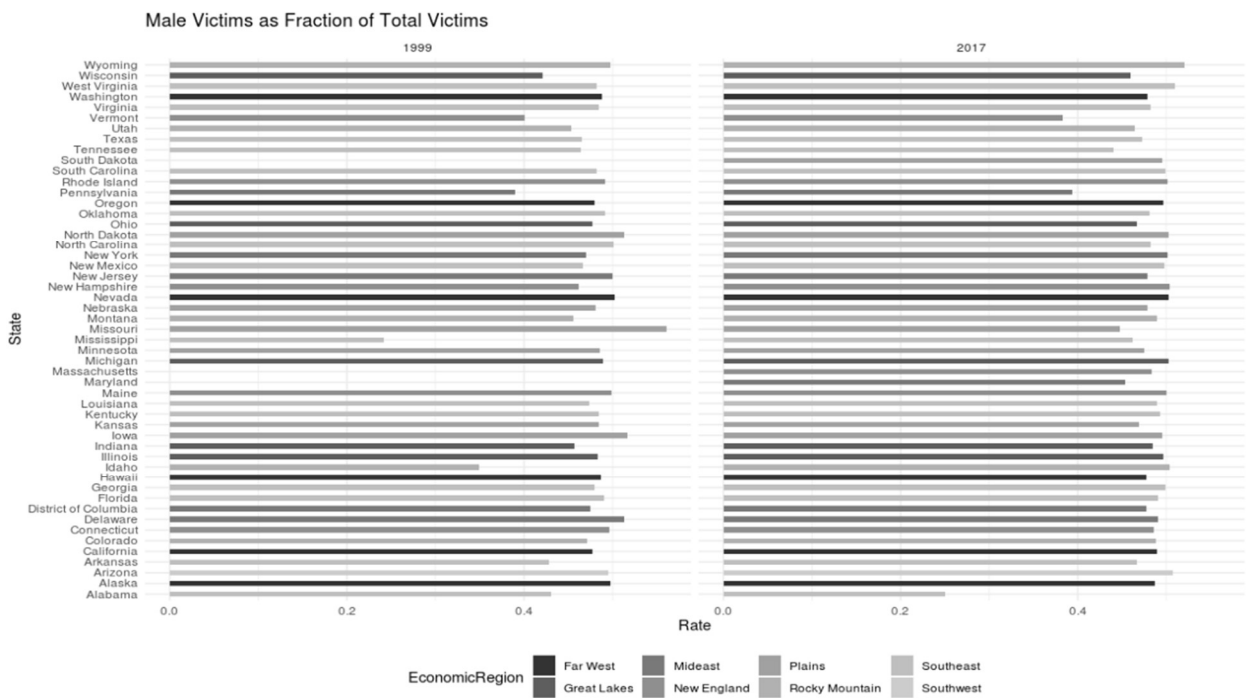 Male Victims as Fraction of Total Victims
1999 2017
Wyoming
Wisconsin
West Virginia
Washington
Virginia
Vermont
Utah
Texas
Tennessee
South Dakota
South Carolina
Rhode Island
Pennsylvania
Oregon
Oklahoma
Ohio
North Dakota
North Carolina
New York
New Mexico
New Jersey
New Hampshire
Nevada
Nebraska
Montana
Missouri
Mississippi
Minnesota
Michigan
Massachusetts
Maryland
Maine
Louisiana
Kentucky
Kansas
Iowa
Indiana
Illinois
Idaho
Hawaii
Georgia
Florida
District of Columbia
Delaware
Connecticut
Colorado
California
Arkansas
Arizona
Alaska
Alabama
State
0.0 0.2 0.4 0.0 0.2 0.4
Rate
EconomicRegion
Far West Mideast Plains Southeast
Great Lakes New England Rocky Mountain Southwest